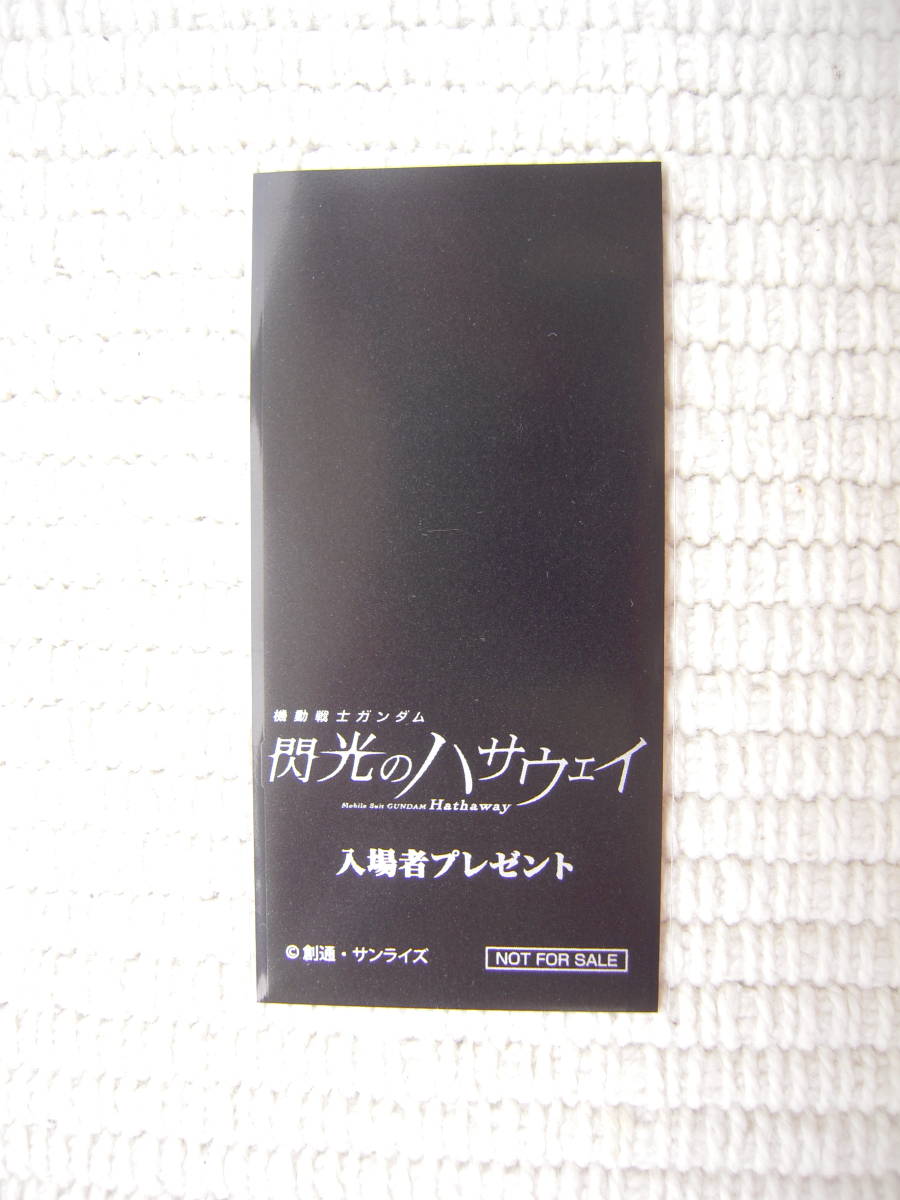 機動戦士ガンダム
閃光のハサウェイ
Mobile Suit GUNDAM Hathaway
入場者プレゼント
©創通・サンライズ
NOT FOR SALE